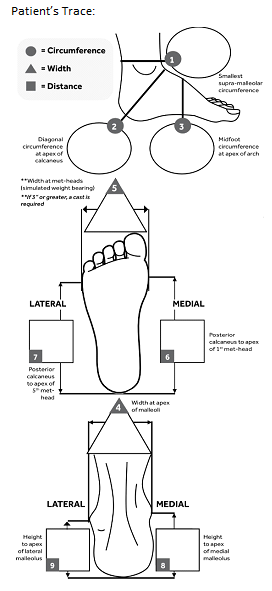 Patient's Trace:
= Circumference
= Width
= Distance
1
Smallest
supra-malleolar
circumference
2
3
Diagonal
circumference
at apex of
calcaneus
Midfoot
circumference
at apex of arch
**Width at met-heads
(simulated weight bearing)
**If 5" or greater, a cast is
required
5
LATERAL
MEDIAL
7
6
Posterior
calcaneus to apex
of 1st met-head
Posterior
calcaneus
to apex of
5th met-
head
4
Width at apex
of malleoli
LATERAL
MEDIAL
Height
to apex
of lateral
malleolus
9
8
Height
to apex
of medial
malleolus